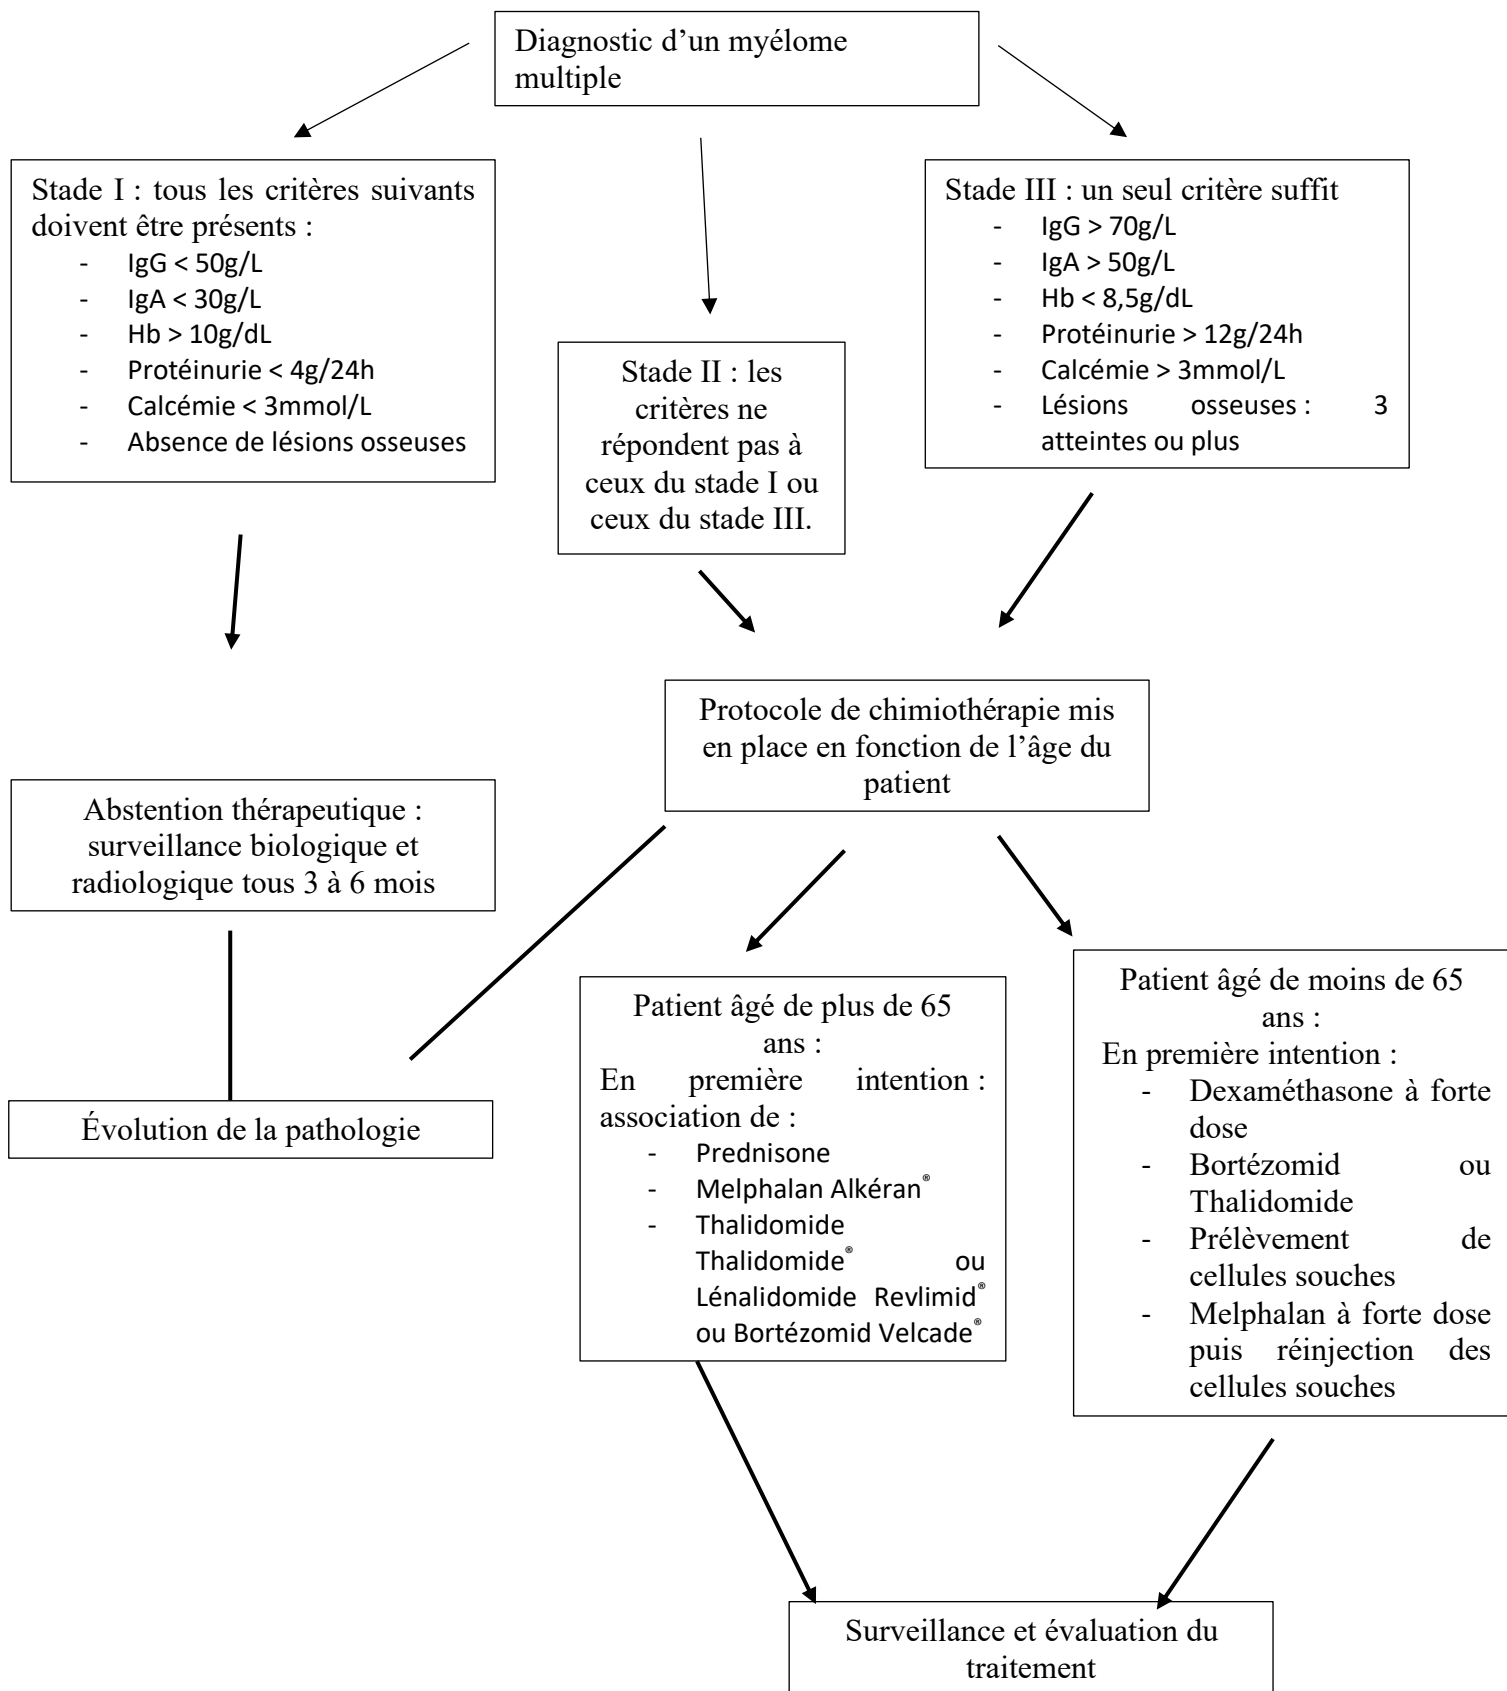 Diagnostic d’un myélome
multiple
Stade I : tous les critères suivants
doivent être présents :
- IgG < 50g/L
- IgA < 30g/L
- Hb > 10g/dL
- Protéinurie < 4g/24h
- Calcémie < 3mmol/L
- Absence de lésions osseuses
Stade II : les
critères ne
répondent pas à
ceux du stade I ou
ceux du stade III.
Stade III : un seul critère suffit
- IgG > 70g/L
- IgA > 50g/L
- Hb < 8,5g/dL
- Protéinurie > 12g/24h
- Calcémie > 3mmol/L
- Lésions osseuses : 3
atteintes ou plus
Protocole de chimiothérapie mis
en place en fonction de l’âge du
patient
Abstention thérapeutique :
surveillance biologique et
radiologique tous 3 à 6 mois
Évolution de la pathologie
Patient âgé de plus de 65
ans :
En première intention :
association de :
- Prednisone
- Melphalan Alkéran®
- Thalidomide
Thalidomide® ou
Lénalidomide Revlimid®
ou Bortézomid Velcade®
Patient âgé de moins de 65
ans :
En première intention :
- Dexaméthasone à forte
dose
- Bortézomid ou
Thalidomide
- Prélèvement de
cellules souches
- Melphalan à forte dose
puis réinjection des
cellules souches
Surveillance et évaluation du
traitement